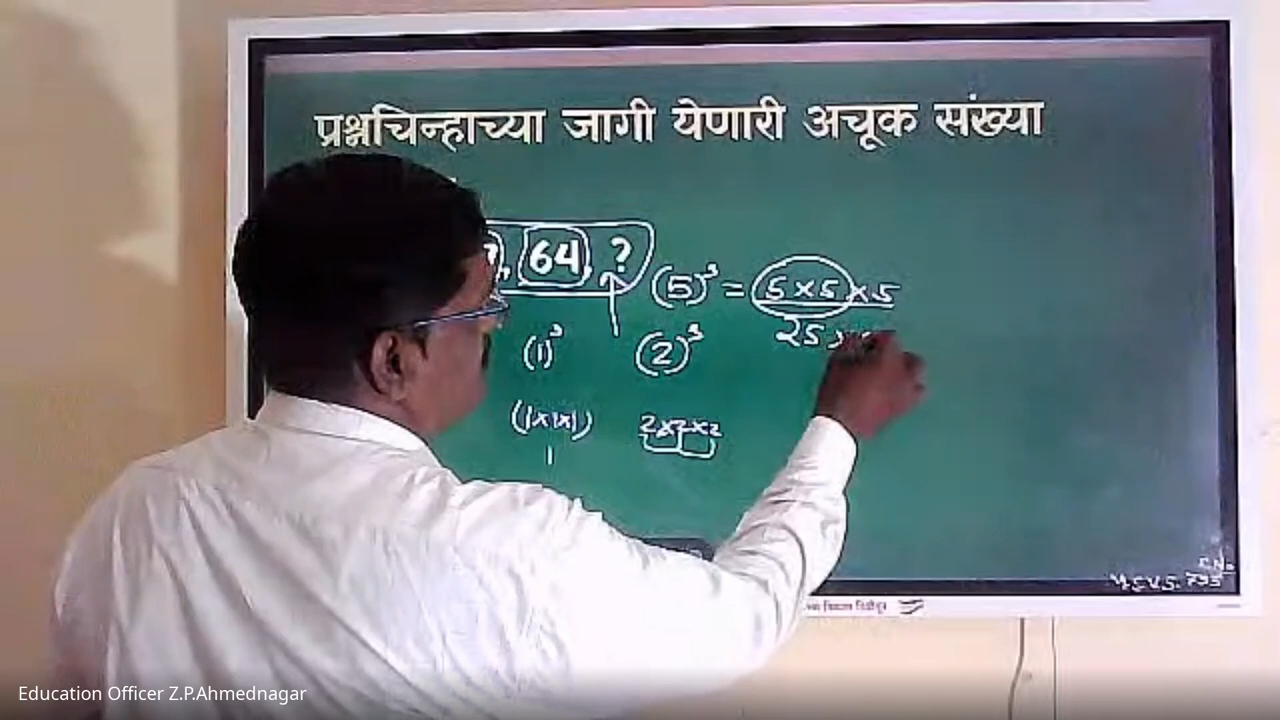 प्रश्नचिन्हाच्या जागी येणारी अचूक संख्या
64, ?
(5)³ = 5×5×5
25×
(1)³ (2)³
(1×1×1) 2×2×2
1
Education Officer Z.P.Ahmednagar